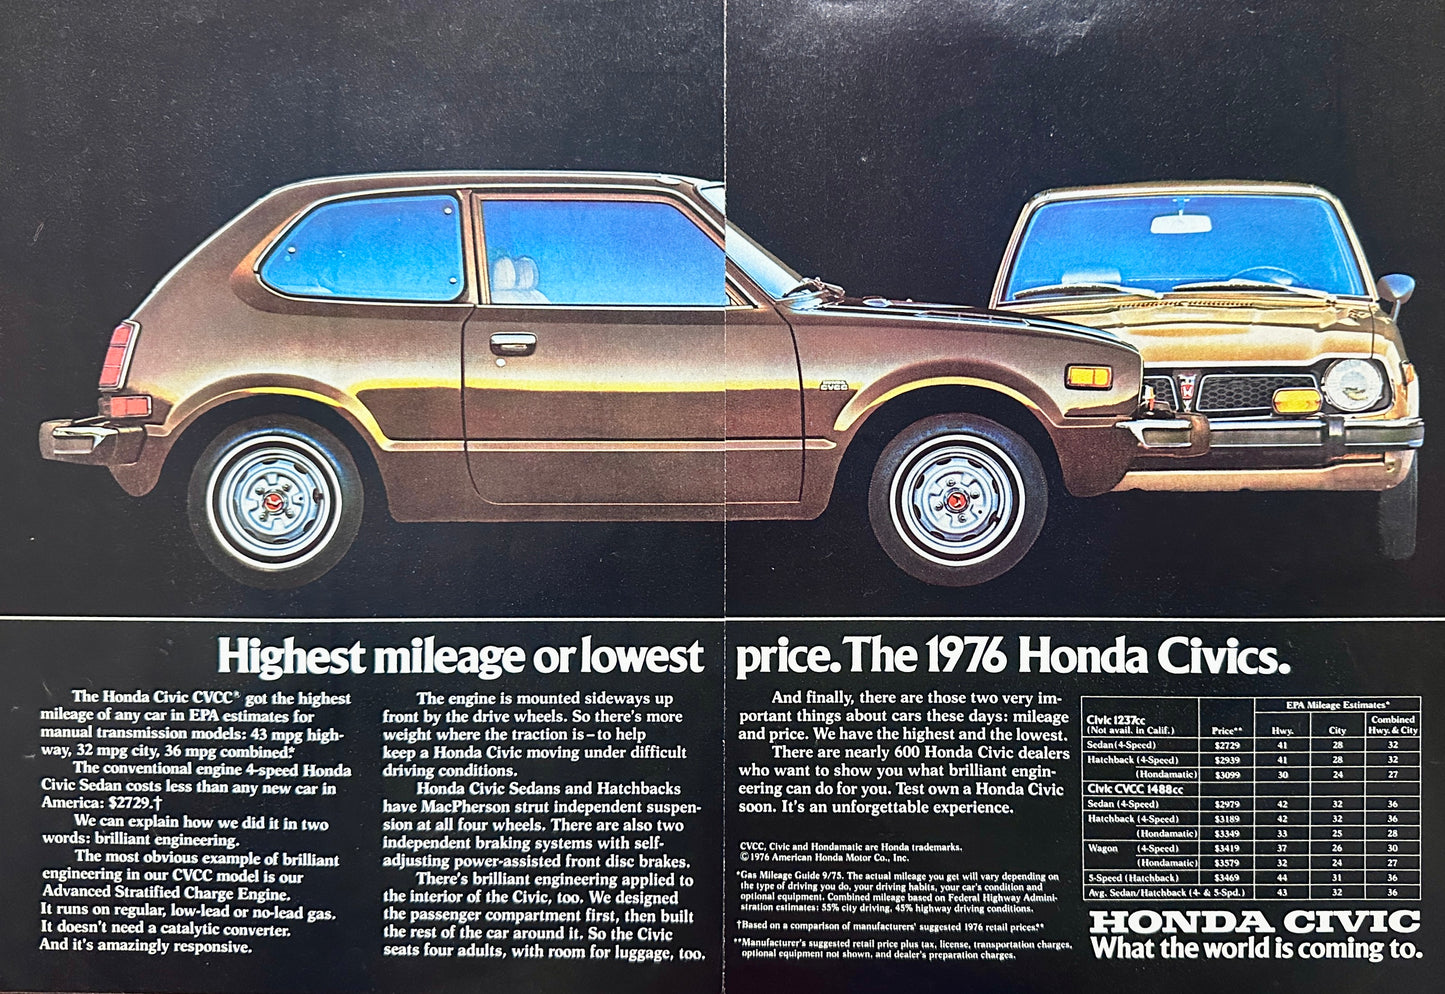 CVCC
Highest mileage or lowest price. The 1976 Honda Civics.
The Honda Civic CVCC® got the highest
mileage of any car in EPA estimates for
manual transmission models: 43 mpg high-
way, 32 mpg city, 36 mpg combined.*
The conventional engine 4-speed Honda
Civic Sedan costs less than any new car in
America: $2729.†
We can explain how we did it in two
words: brilliant engineering.
The most obvious example of brilliant
engineering in our CVCC model is our
Advanced Stratified Charge Engine.
It runs on regular, low-lead or no-lead gas.
It doesn't need a catalytic converter.
And it's amazingly responsive.
The engine is mounted sideways up
front by the drive wheels. So there's more
weight where the traction is – to help
keep a Honda Civic moving under difficult
driving conditions.
Honda Civic Sedans and Hatchbacks
have MacPherson strut independent suspen-
sion at all four wheels. There are also two
independent braking systems with self-
adjusting power-assisted front disc brakes.
There's brilliant engineering applied to
the interior of the Civic, too. We designed
the passenger compartment first, then built
the rest of the car around it. So the Civic
seats four adults, with room for luggage, too.
And finally, there are those two very im-
portant things about cars these days: mileage
and price. We have the highest and the lowest.
There are nearly 600 Honda Civic dealers
who want to show you what brilliant engin-
eering can do for you. Test own a Honda Civic
soon. It's an unforgettable experience.
CVCC, Civic and Hondamatic are Honda trademarks.
©1976 American Honda Motor Co., Inc.
*Gas Mileage Guide 9/75. The actual mileage you get will vary depending on
the type of driving you do, your driving habits, your car's condition and
optional equipment. Combined mileage based on Federal Highway Admini-
stration estimates: 55% city driving, 45% highway driving conditions.
†Based on a comparison of manufacturers' suggested 1976 retail prices.**
**Manufacturer's suggested retail price plus tax, license, transportation charges,
optional equipment not shown, and dealer's preparation charges.
EPA Mileage Estimates*
Civic 1237cc
(Not avail. in Calif.) Price** Hwy. City Combined
Hwy. & City
Sedan (4-Speed) $2729 41 28 32
Hatchback (4-Speed) $2939 41 28 32
(Hondamatic) $3099 30 24 27
Civic CVCC 1488cc
Sedan (4-Speed) $2979 42 32 36
Hatchback (4-Speed) $3189 42 32 36
(Hondamatic) $3349 33 25 28
Wagon (4-Speed) $3419 37 26 30
(Hondamatic) $3579 32 24 27
5-Speed (Hatchback) $3469 44 31 36
Avg. Sedan/Hatchback (4- & 5-Spd.) 43 32 36
HONDA CIVIC
What the world is coming to.